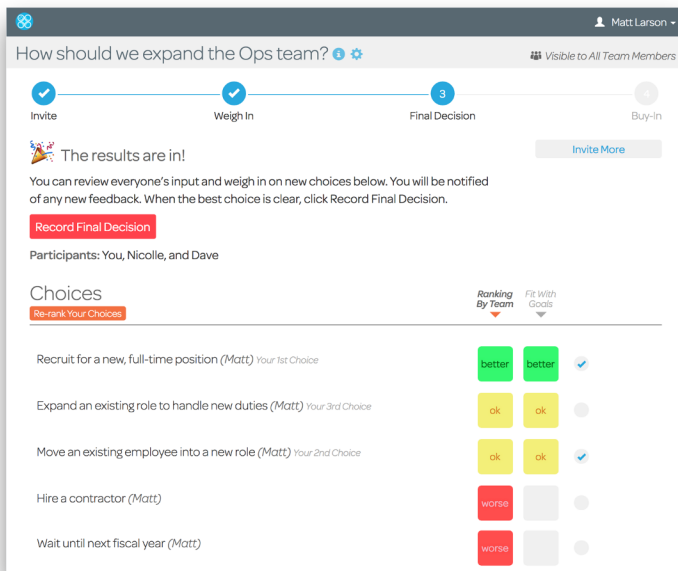 Matt Larson
How should we expand the Ops team?
Visible to All Team Members
3
4
Invite
Weigh In
Final Decision
Buy-in
The results are in!
Invite More
You can review everyone's input and weigh in on new choices below. You will be notified
of any new feedback. When the best choice is clear, click Record Final Decision.
Record Final Decision
Participants: You, Nicolle, and Dave
Choices
Re-rank Your Choices
Ranking
By Team
Fit With
Goals
Recruit for a new, full-time position (Matt) Your 1st Choice
better
better
Expand an existing role to handle new duties (Matt) Your 3rd Choice
ok
ok
Move an existing employee into a new role (Matt) Your 2nd Choice
ok
ok
Hire a contractor (Matt)
worse
Wait until next fiscal year (Matt)
worse